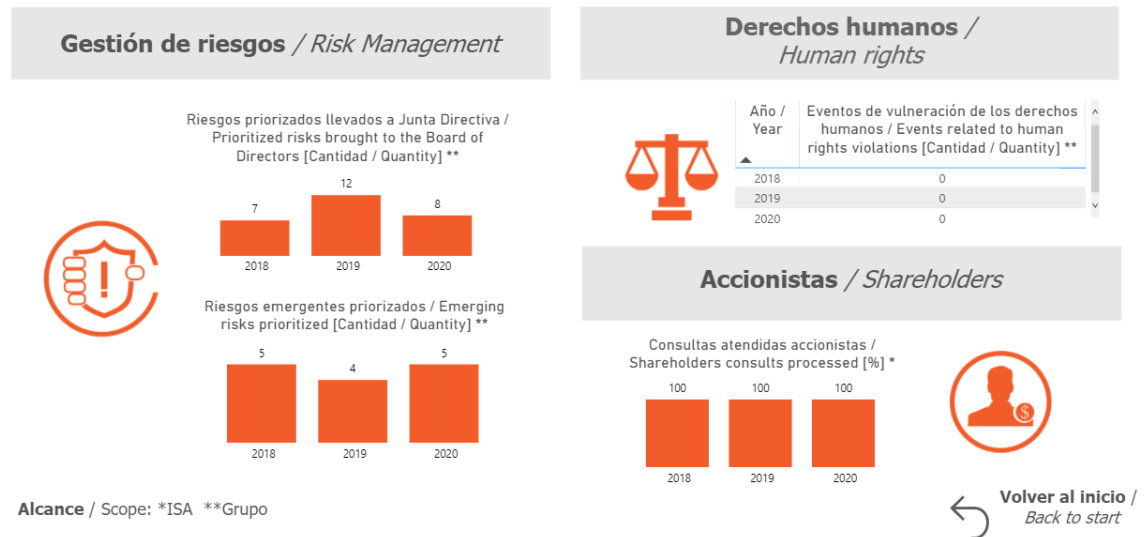 Gestión de riesgos / Risk Management
Riesgos priorizados llevados a Junta Directiva /
Prioritized risks brought to the Board of
Directors [Cantidad / Quantity] **
7
12
8
2018
2019
2020
Riesgos emergentes priorizados / Emerging
risks prioritized [Cantidad / Quantity] **
5
4
5
2018
2019
2020
Alcance / Scope: *ISA **Grupo
Derechos humanos /
Human rights
Año /
Year
Eventos de vulneración de los derechos
humanos / Events related to human
rights violations [Cantidad / Quantity] **
2018 0
2019 0
2020 0
Accionistas / Shareholders
Consultas atendidas accionistas /
Shareholders consults processed [%] *
100
100
100
2018
2019
2020
$
Volver al inicio /
Back to start